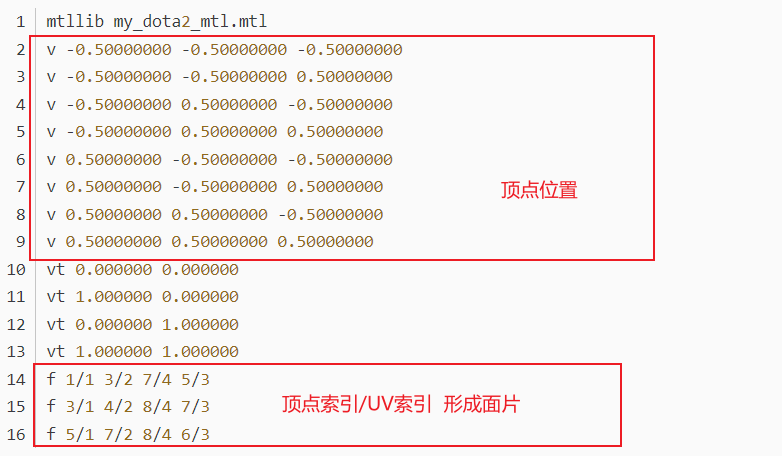 1 mtllib my_dota2_mtl.mtl
2 v -0.50000000 -0.50000000 -0.50000000
3 v -0.50000000 -0.50000000 0.50000000
4 v -0.50000000 0.50000000 -0.50000000
5 v -0.50000000 0.50000000 0.50000000
6 v 0.50000000 -0.50000000 -0.50000000
7 v 0.50000000 -0.50000000 0.50000000
顶点位置
8 v 0.50000000 0.50000000 -0.50000000
9 v 0.50000000 0.50000000 0.50000000
10 vt 0.000000 0.000000
11 vt 1.000000 0.000000
12 vt 0.000000 1.000000
13 vt 1.000000 1.000000
14 f 1/1 3/2 7/4 5/3
15 f 3/1 4/2 8/4 7/3
顶点索引/UV索引 形成面片
16 f 5/1 7/2 8/4 6/3